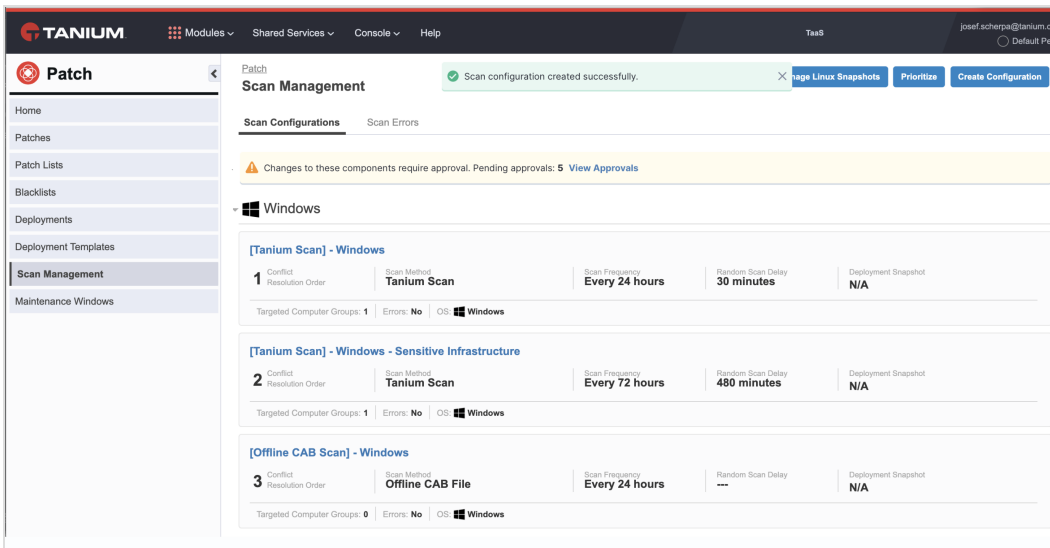 TANIUM
Modules
Shared Services
Console
Help
TaaS
josef.scherpa@tanium.c
Default Pe
Patch
Home
Patches
Patch Lists
Blacklists
Deployments
Deployment Templates
Scan Management
Maintenance Windows
Patch
Scan Management
Scan configuration created successfully.
nage Linux Snapshots
Prioritize
Create Configuration
Scan Configurations
Scan Errors
Changes to these components require approval. Pending approvals: 5 View Approvals
Windows
[Tanium Scan] - Windows
1 Conflict Resolution Order
Scan Method
Tanium Scan
Scan Frequency
Every 24 hours
Random Scan Delay
30 minutes
Deployment Snapshot
N/A
Targeted Computer Groups: 1 Errors: No OS: Windows
[Tanium Scan] - Windows - Sensitive Infrastructure
2 Conflict Resolution Order
Scan Method
Tanium Scan
Scan Frequency
Every 72 hours
Random Scan Delay
480 minutes
Deployment Snapshot
N/A
Targeted Computer Groups: 1 Errors: No OS: Windows
[Offline CAB Scan] - Windows
3 Conflict Resolution Order
Scan Method
Offline CAB File
Scan Frequency
Every 24 hours
Random Scan Delay
---
Deployment Snapshot
N/A
Targeted Computer Groups: 0 Errors: No OS: Windows